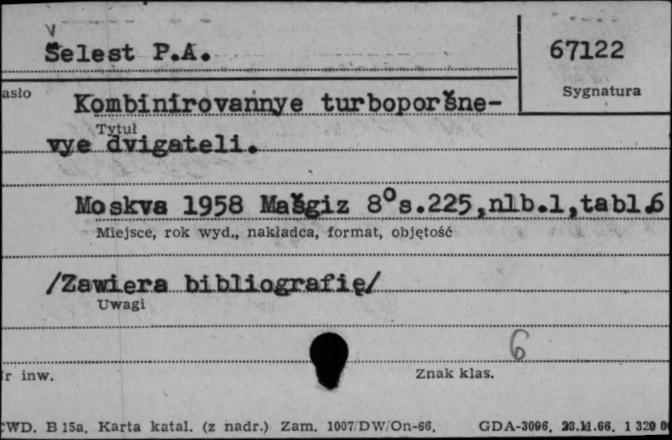 Šelest P.A.
67122
asło
Sygnatura
Kombinirovannye turboporšne-
Tytuł
vye dvigateli.
Moskva 1958 Mašgiz 8° s.225,nlb.1,tabl.6
Miejsce, rok wyd., nakładca, format, objętość
/Zawiera bibliografię/
Uwagi
6
r inw.
Znak klas.
WD. B 15a. Karta katal. (z nadr.) Zam. 1007/DW/On-66. GDA-3096. 23.11.66. 1 320 0